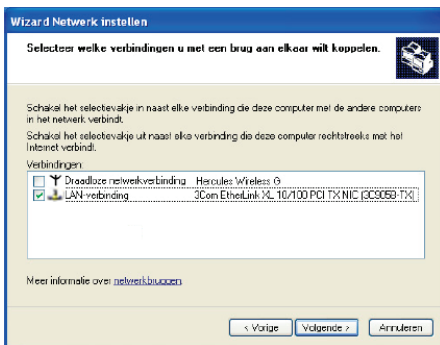 Wizard Netwerk instellen
Selecteer welke verbindingen u met een brug aan elkaar wilt koppelen.
Schakel het selectievakje in naast elke verbinding die deze computer met de andere computers
in het netwerk verbindt.
Schakel het selectievakje uit naast elke verbinding die deze computer rechtstreeks met het
Internet verbindt.
Verbindingen:
Draadloze netwerkverbinding Hercules Wireless G
LAN-verbinding 3Com EtherLink XL 10/100 PCI TX NIC (3C905B-TX)
Meer informatie over netwerkbruggen.
< Vorige Volgende > Annuleren